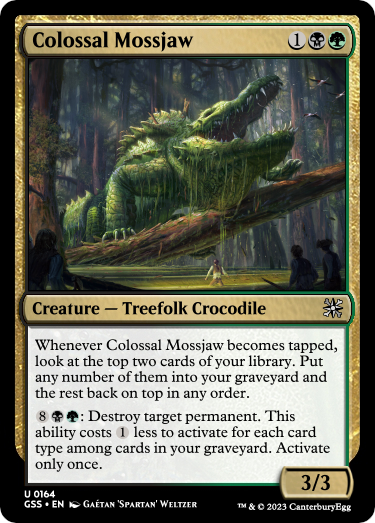 Colossal Mossjaw 1
Creature — Treefolk Crocodile
Whenever Colossal Mossjaw becomes tapped,
look at the top two cards of your library. Put
any number of them into your graveyard and
the rest back on top in any order.
8: Destroy target permanent. This
ability costs 1 less to activate for each card
type among cards in your graveyard. Activate
only once.
3/3
U 0164
GSS • EN Gaétan 'Spartan' Weltzer
™ & © 2023 CanterburyEgg